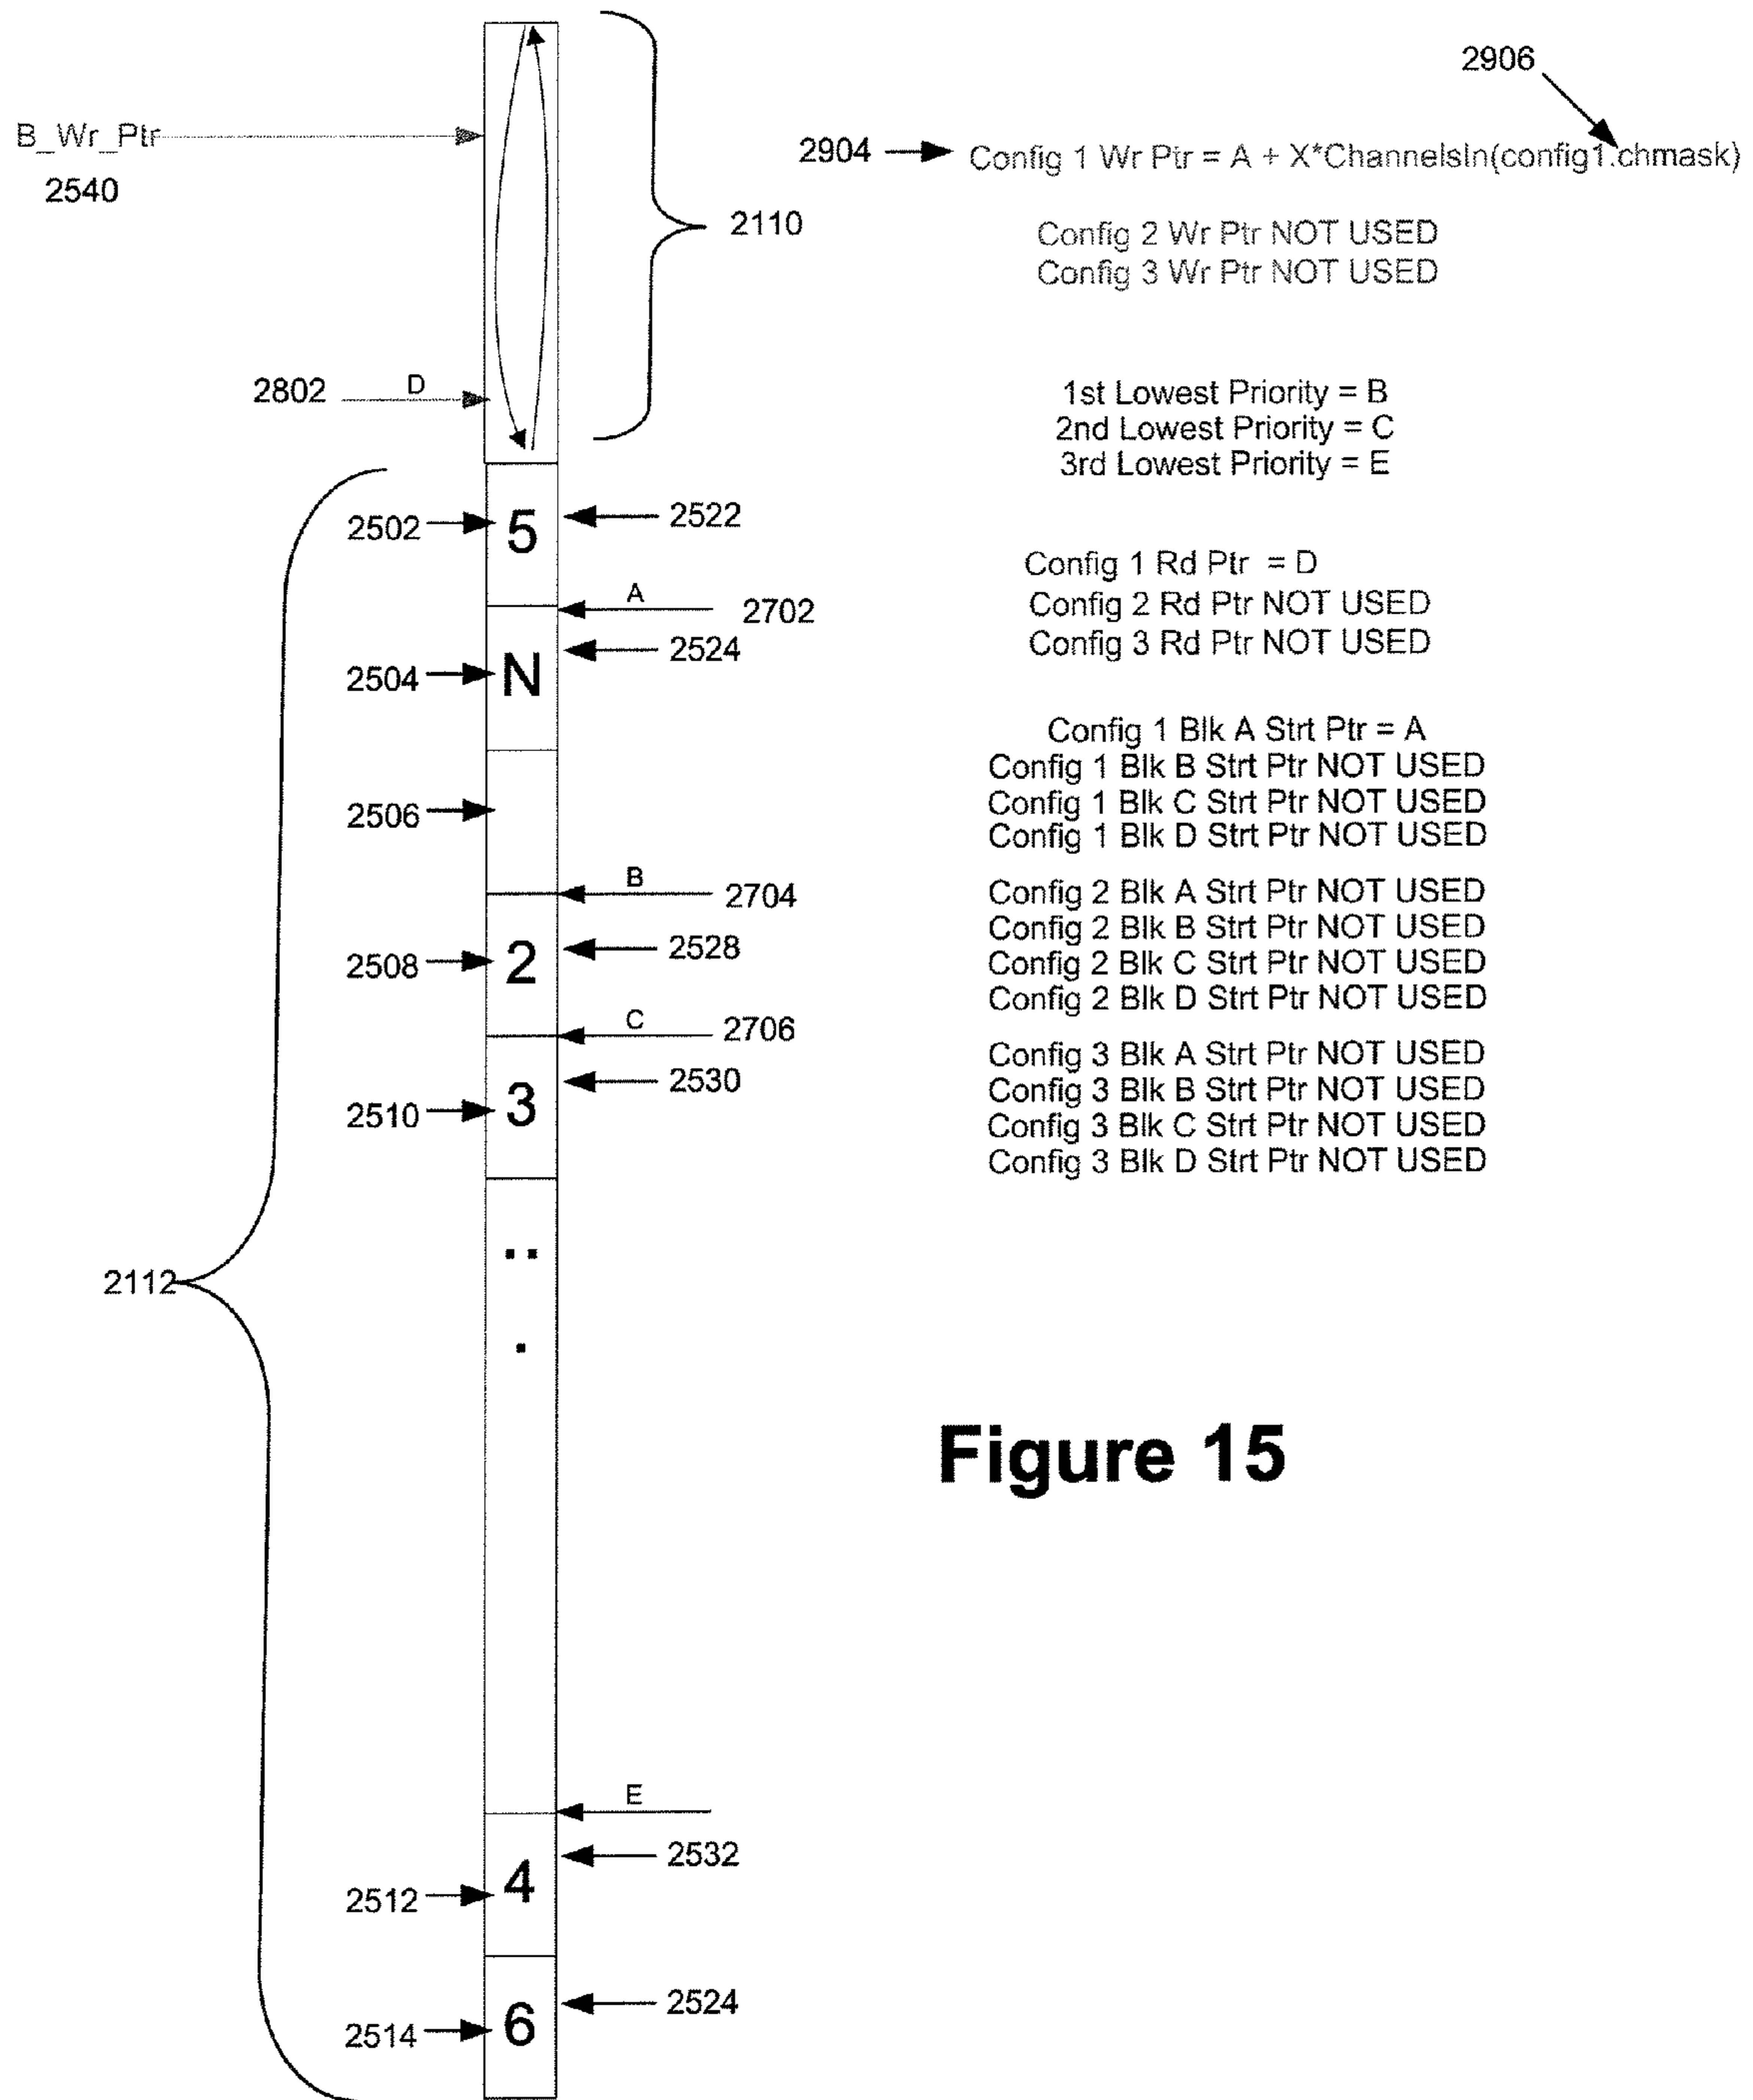 2906
B_Wr_Ptr
2540
2904
Config 1 Wr Ptr = A + X*ChannelsIn(config1.chmask)
2110
Config 2 Wr Ptr NOT USED
Config 3 Wr Ptr NOT USED
2802
D
1st Lowest Priority = B
2nd Lowest Priority = C
3rd Lowest Priority = E
2502
5
2522
Config 1 Rd Ptr = D
Config 2 Rd Ptr NOT USED
Config 3 Rd Ptr NOT USED
A
2702
2504
N
2524
Config 1 Blk A Strt Ptr = A
Config 1 Blk B Strt Ptr NOT USED
Config 1 Blk C Strt Ptr NOT USED
Config 1 Blk D Strt Ptr NOT USED
2506
B
2704
Config 2 Blk A Strt Ptr NOT USED
Config 2 Blk B Strt Ptr NOT USED
Config 2 Blk C Strt Ptr NOT USED
Config 2 Blk D Strt Ptr NOT USED
2508
2
2528
C
2706
Config 3 Blk A Strt Ptr NOT USED
Config 3 Blk B Strt Ptr NOT USED
Config 3 Blk C Strt Ptr NOT USED
Config 3 Blk D Strt Ptr NOT USED
2510
3
2530
2112
Figure 15
E
2512
4
2532
2514
6
2524